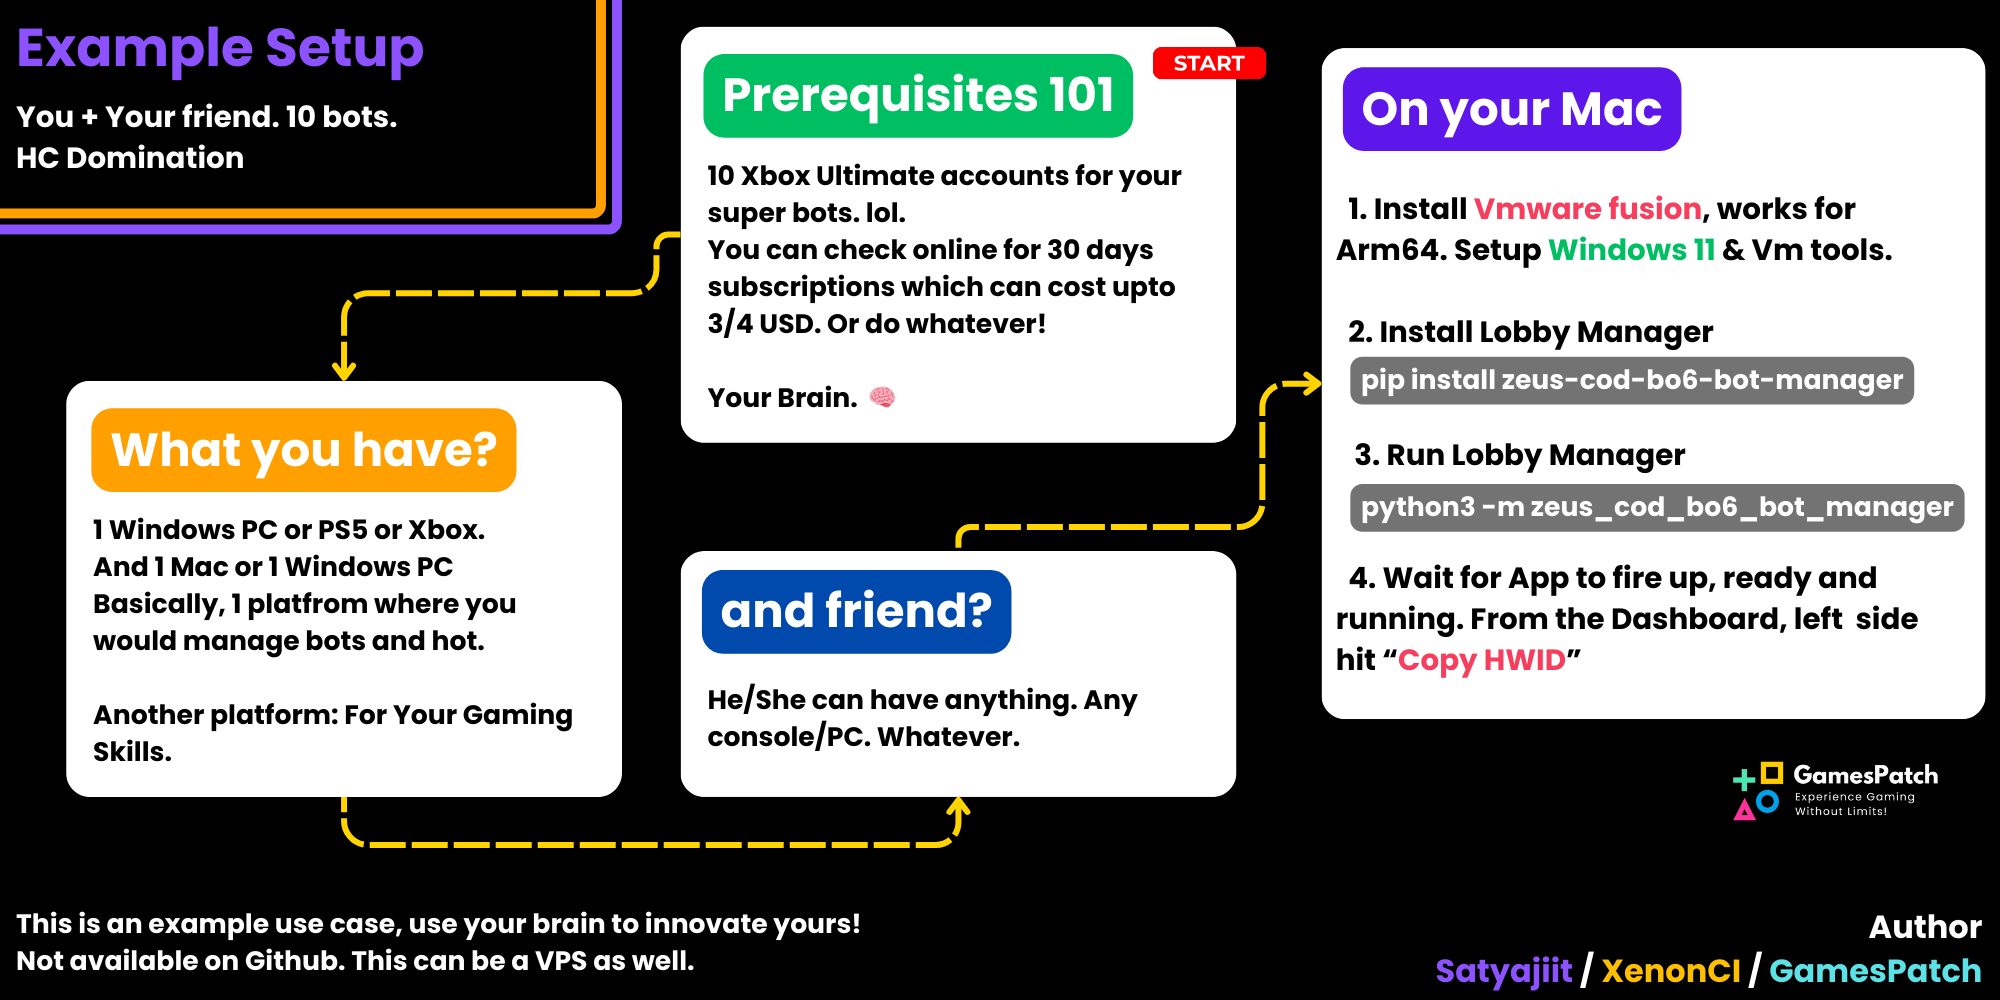 Example Setup
You + Your friend. 10 bots.
HC Domination
START
Prerequisites 101
10 Xbox Ultimate accounts for your
super bots. lol.
You can check online for 30 days
subscriptions which can cost upto
3/4 USD. Or do whatever!
Your Brain. 🧠
What you have?
1 Windows PC or PS5 or Xbox.
And 1 Mac or 1 Windows PC
Basically, 1 platfrom where you
would manage bots and hot.
Another platform: For Your Gaming
Skills.
and friend?
He/She can have anything. Any
console/PC. Whatever.
On your Mac
1. Install Vmware fusion, works for
Arm64. Setup Windows 11 & Vm tools.
2. Install Lobby Manager
pip install zeus-cod-bo6-bot-manager
3. Run Lobby Manager
python3 -m zeus_cod_bo6_bot_manager
4. Wait for App to fire up, ready and
running. From the Dashboard, left  side
hit “Copy HWID”
GamesPatch
Experience Gaming
Without Limits!
This is an example use case, use your brain to innovate yours!
Not available on Github. This can be a VPS as well.
Author
Satyajiit / XenonCI / GamesPatch